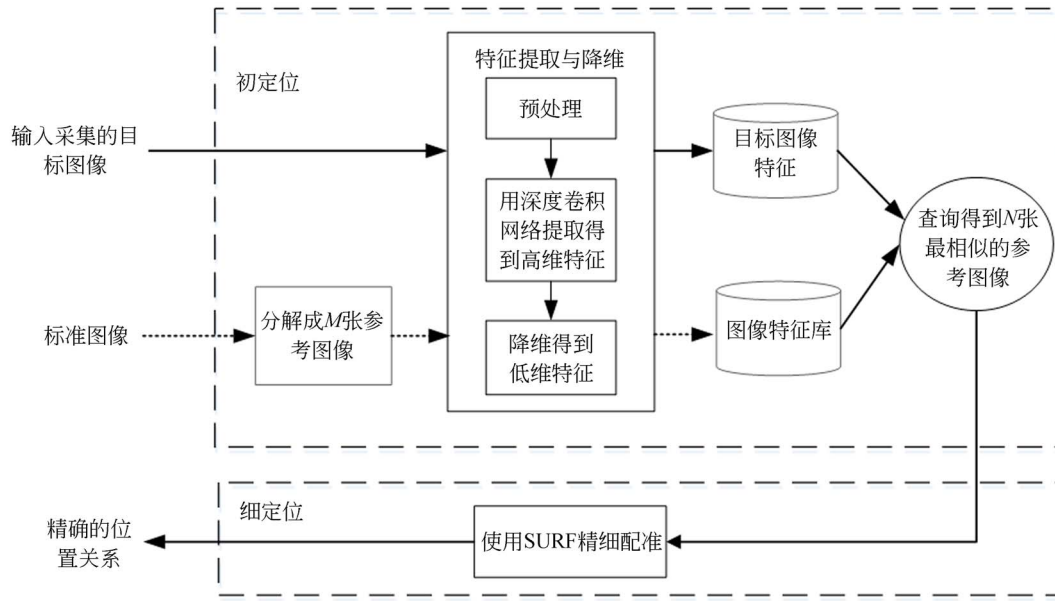 初定位
特征提取与降维
预处理
输入采集的目
标图像
目标图像
特征
用深度卷积
网络提取得
到高维特征
查询得到N张
最相似的参
考图像
标准图像
分解成M张参
考图像
降维得到
低维特征
图像特征库
细定位
精确的位
置关系
使用SURF精细配准